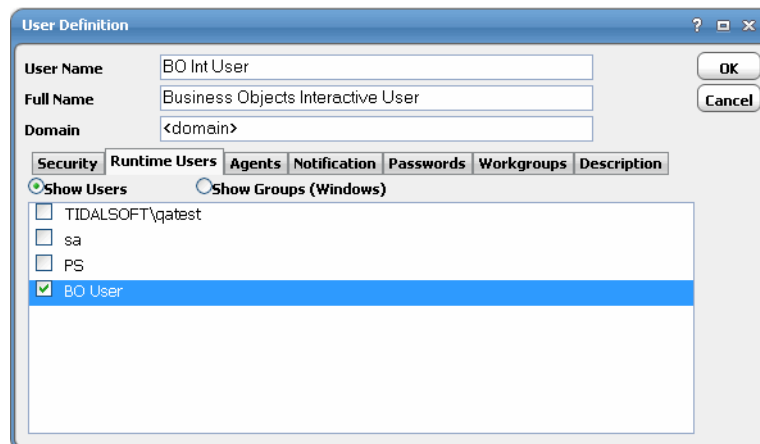 User Definition ?
User Name BO Int User OK
Full Name Business Objects Interactive User Cancel
Domain <domain>
Security Runtime Users Agents Notification Passwords Workgroups Description
Show Users Show Groups (Windows)
TIDALSOFT\qatest
sa
PS
BO User